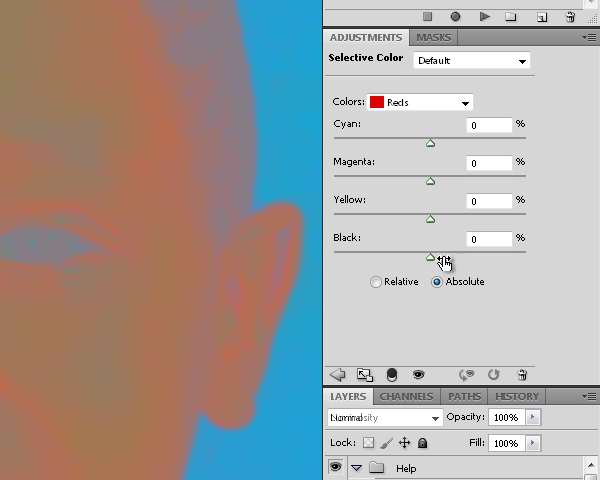 ADJUSTMENTS MASKS
Selective Color Default
Colors: Reds
Cyan: 0 %
Magenta: 0 %
Yellow: 0 %
Black: 0 %
Relative Absolute
LAYERS CHANNELS PATHS HISTORY
Opacity: 100%
Lock: Fill: 100%
Help